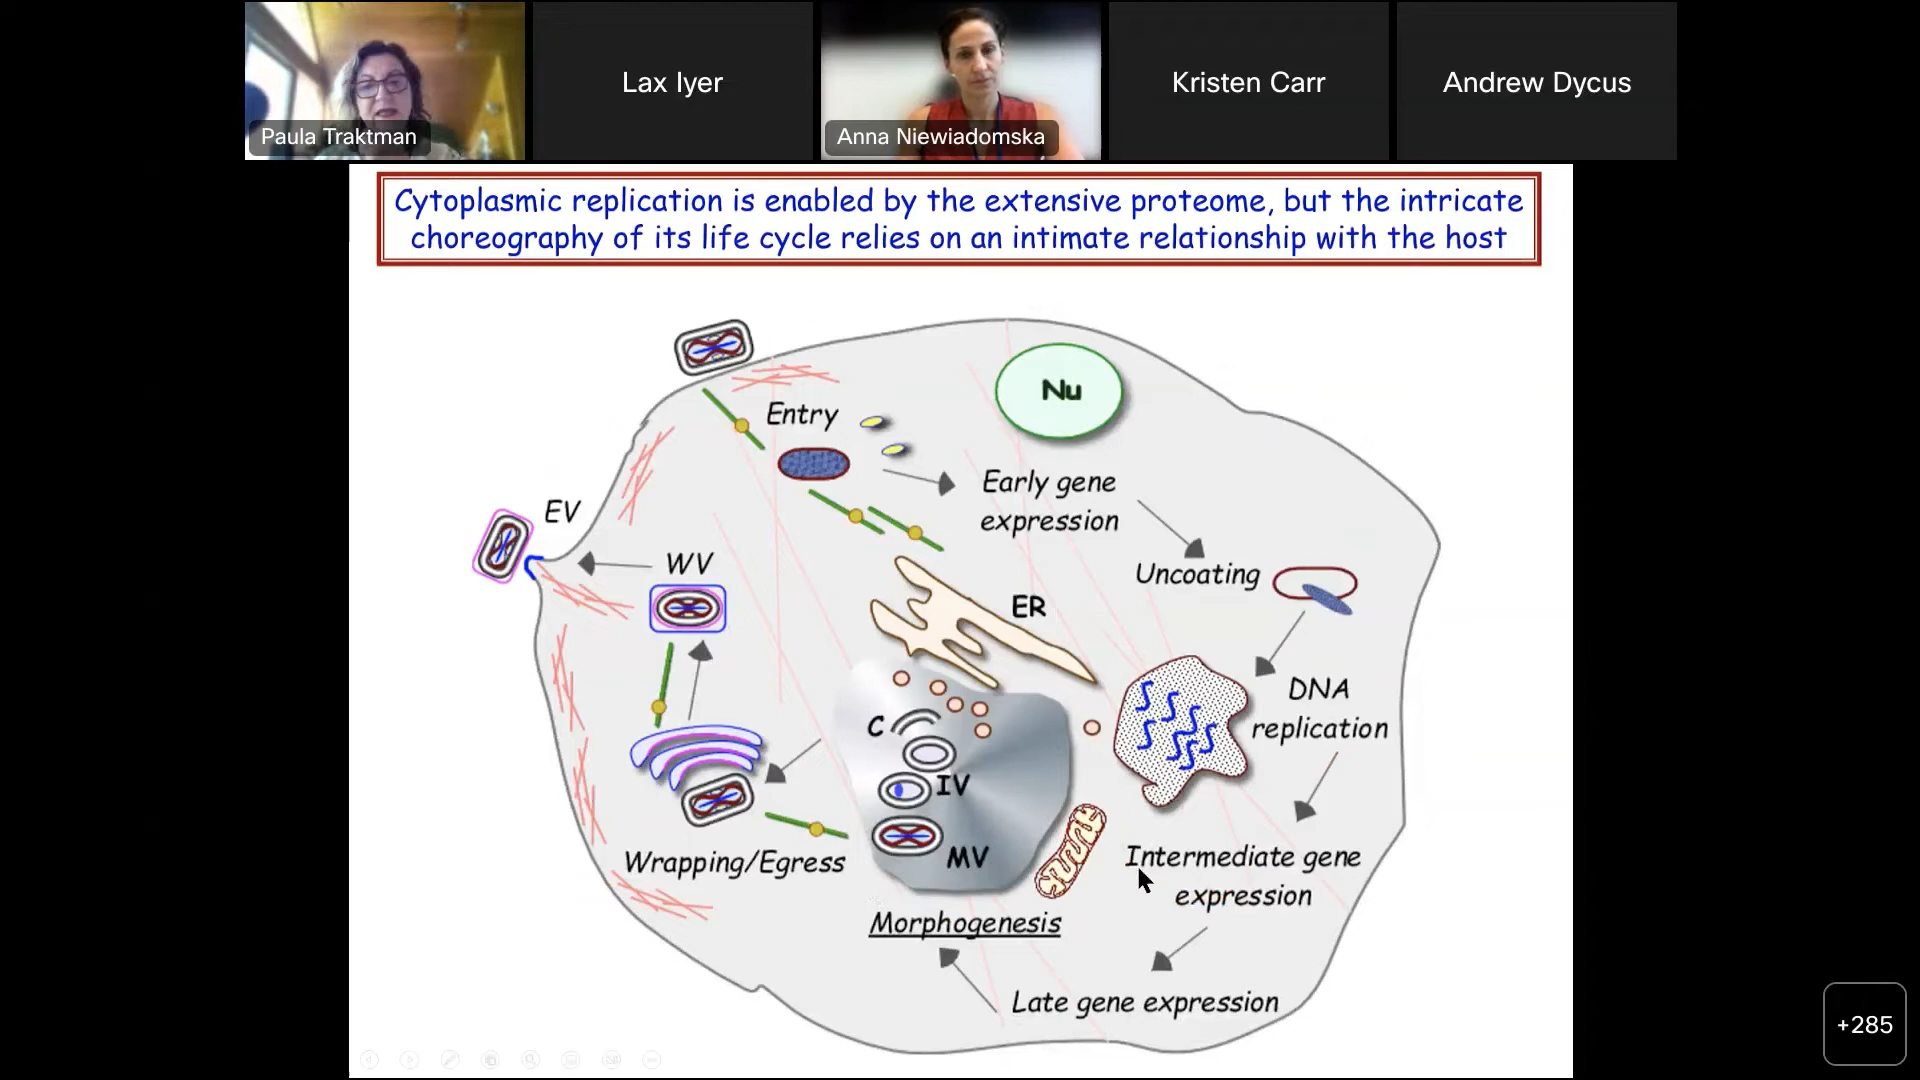 Paula Traktman
Lax Iyer
Anna Niewiadomska
Kristen Carr
Andrew Dycus
Cytoplasmic replication is enabled by the extensive proteome, but the intricate
choreography of its life cycle relies on an intimate relationship with the host
Nu
Entry
Early gene
expression
EV
WV
Uncoating
ER
DNA
replication
C
IV
MV
Wrapping/Egress
Intermediate gene
expression
Morphogenesis
Late gene expression
+285